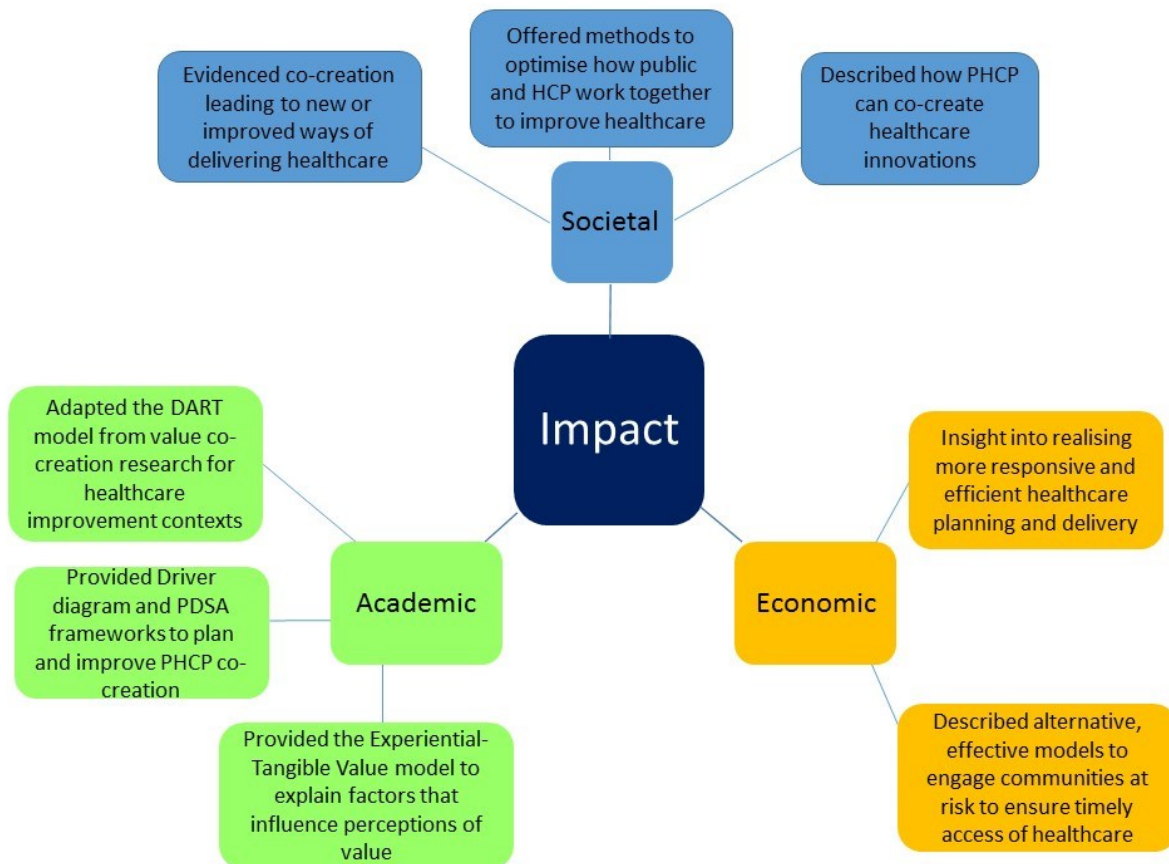 Offered methods to
optimise how public
and HCP work together
to improve healthcare
Evidenced co-creation
leading to new or
improved ways of
delivering healthcare
Described how PHCP
can co-create
healthcare
innovations
Societal
Impact
Adapted the DART
model from value co-
creation research for
healthcare
improvement contexts
Provided Driver
diagram and PDSA
frameworks to plan
and improve PHCP co-
creation
Academic
Provided the Experiential-
Tangible Value model to
explain factors that
influence perceptions of
value
Insight into realising
more responsive and
efficient healthcare
planning and delivery
Economic
Described alternative,
effective models to
engage communities at
risk to ensure timely
access of healthcare